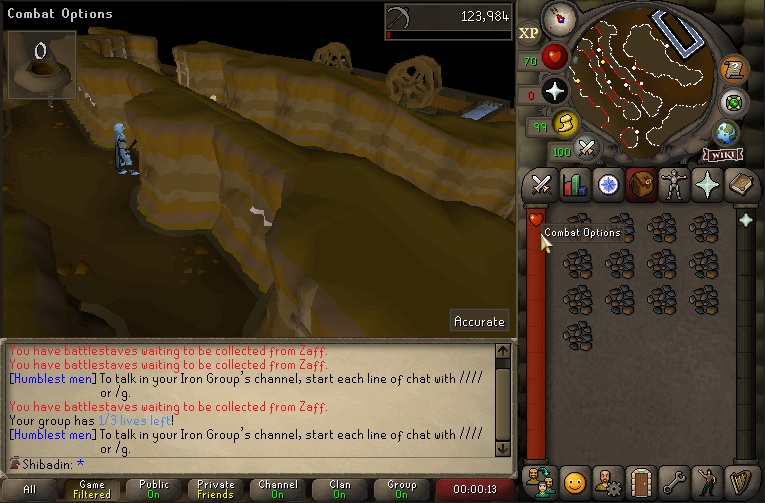 Combat Options
0
123,984
XP
70
0
99
100
WIKI
Combat Options
Accurate
You have battlestaves waiting to be collected from Zaff.
You have battlestaves waiting to be collected from Zaff.
[Humblest men] To talk in your Iron Group's channel, start each line of chat with ////
or /g.
You have battlestaves waiting to be collected from Zaff.
Your group has 1/3 lives left!
[Humblest men] To talk in your Iron Group's channel, start each line of chat with ////
or /g.
Shibadin: *
All
Game
Filtered
Public
On
Private
Friends
Channel
On
Clan
On
Group
On
00:00:13